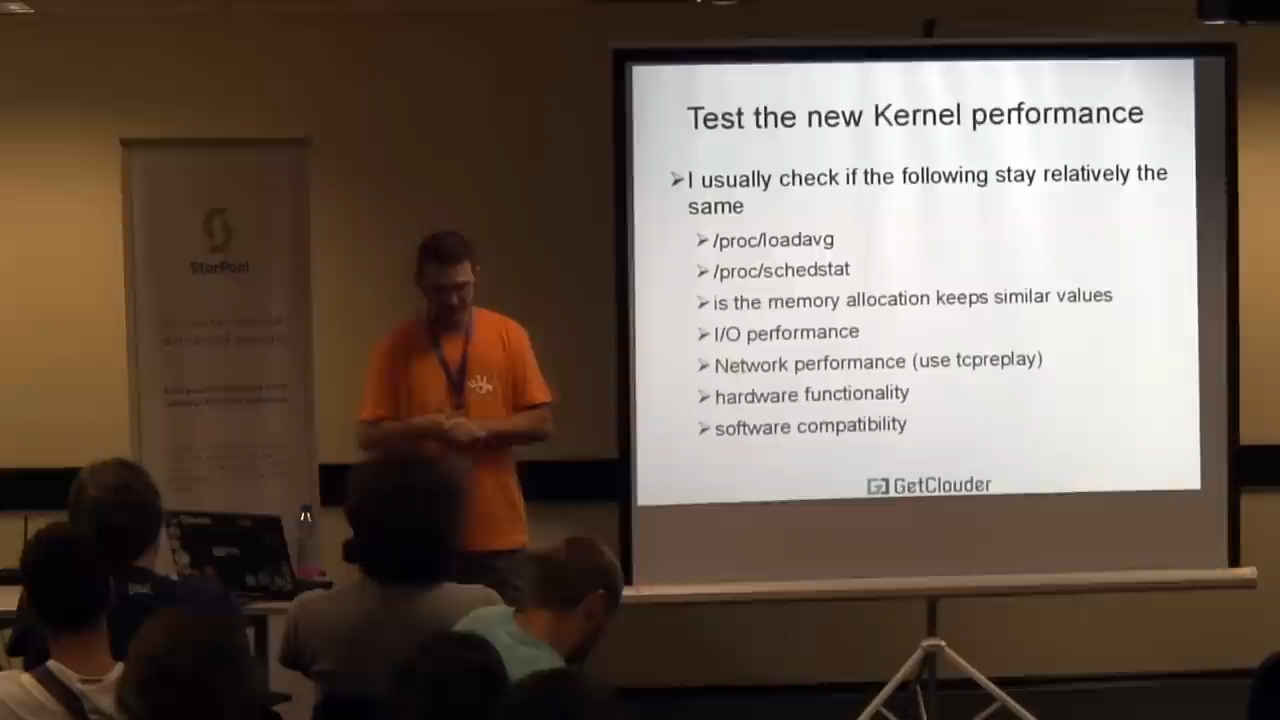 Test the new Kernel performance
➢I usually check if the following stay relatively the
same
➢/proc/loadavg
➢/proc/schedstat
➢is the memory allocation keeps similar values
➢I/O performance
➢Network performance (use tcpreplay)
➢hardware functionality
➢software compatibility
GetClouder
StorPool